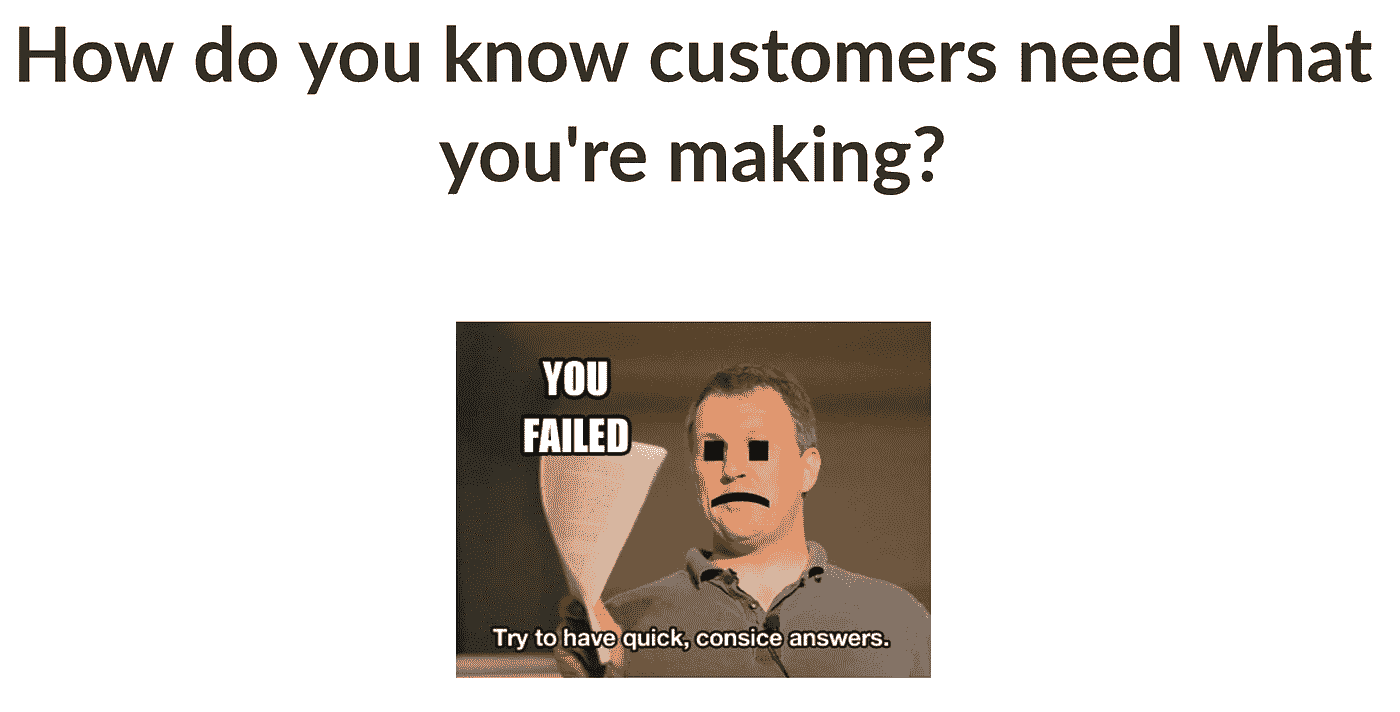 How do you know customers need what
you're making?
YOU
FAILED
Try to have quick, consice answers.